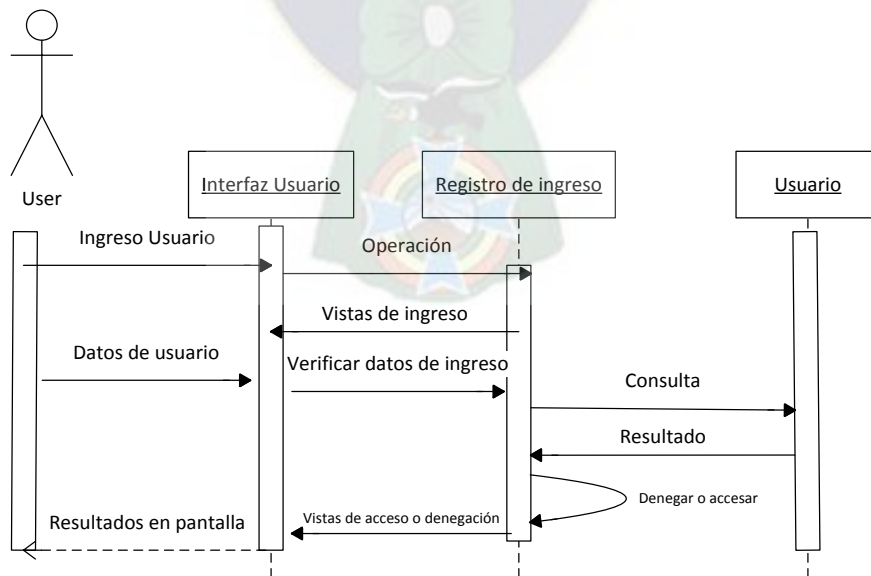 User
Interfaz Usuario
Registro de ingreso
Usuario
Ingreso Usuario
Operación
Vistas de ingreso
Datos de usuario
Verificar datos de ingreso
Consulta
Resultado
Denegar o accesar
Vistas de acceso o denegación
Resultados en pantalla